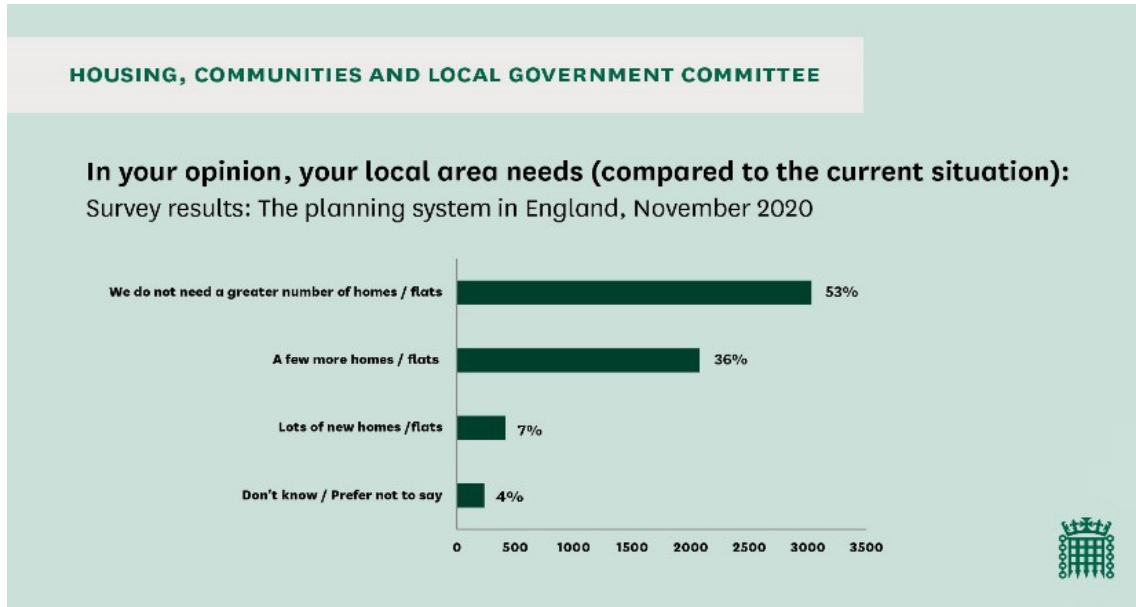 HOUSING, COMMUNITIES AND LOCAL GOVERNMENT COMMITTEE
In your opinion, your local area needs (compared to the current situation):
Survey results: The planning system in England, November 2020
We do not need a greater number of homes / flats 53%
A few more homes / flats 36%
Lots of new homes /flats 7%
Don't know / Prefer not to say 4%
0 500 1000 1500 2000 2500 3000 3500